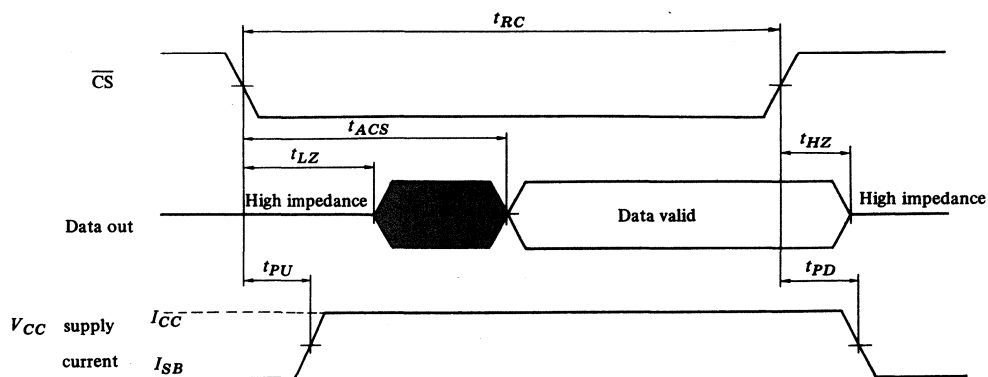 t_RC
CS
t_ACS
t_LZ
t_HZ
High impedance
Data valid
High impedance
Data out
t_PU
t_PD
V_CC supply
current
I_CC
I_SB